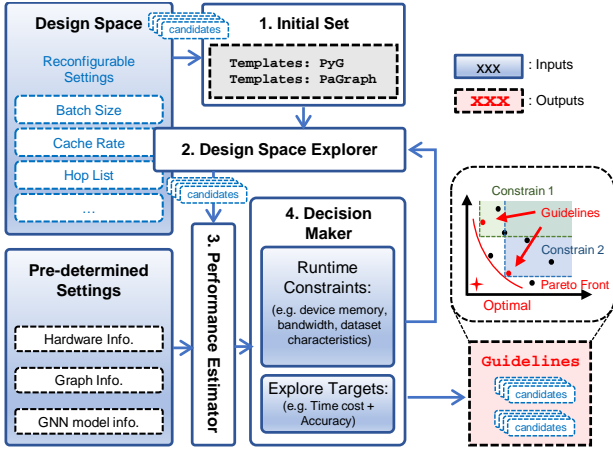 Design Space
Reconfigurable
Settings
Batch Size
Cache Rate
Hop List
...
candidates
1. Initial Set
Templates: PyG
Templates: PaGraph
2. Design Space Explorer
candidates
Pre-determined
Settings
Hardware Info.
Graph Info.
GNN model info.
3. Performance Estimator
4. Decision
Maker
Runtime
Constraints:
(e.g. device memory,
bandwidth, dataset
characteristics)
Explore Targets:
(e.g. Time cost +
Accuracy)
xxx : Inputs
XXX : Outputs
Constrain 1
Guidelines
Constrain 2
Pareto Front
Optimal
Guidelines
candidates
candidates